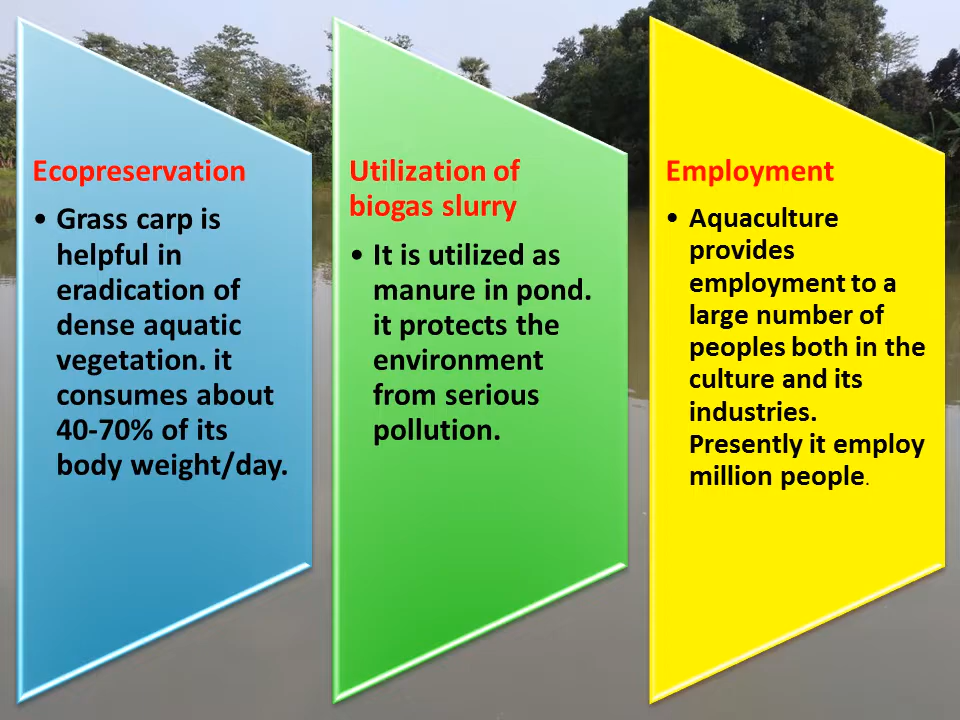 Ecopreservation
• Grass carp is
helpful in
eradication of
dense aquatic
vegetation. it
consumes about
40-70% of its
body weight/day.
Utilization of
biogas slurry
• It is utilized as
manure in pond.
it protects the
environment
from serious
pollution.
Employment
• Aquaculture
provides
employment to a
large number of
peoples both in the
culture and its
industries.
Presently it employ
million people.